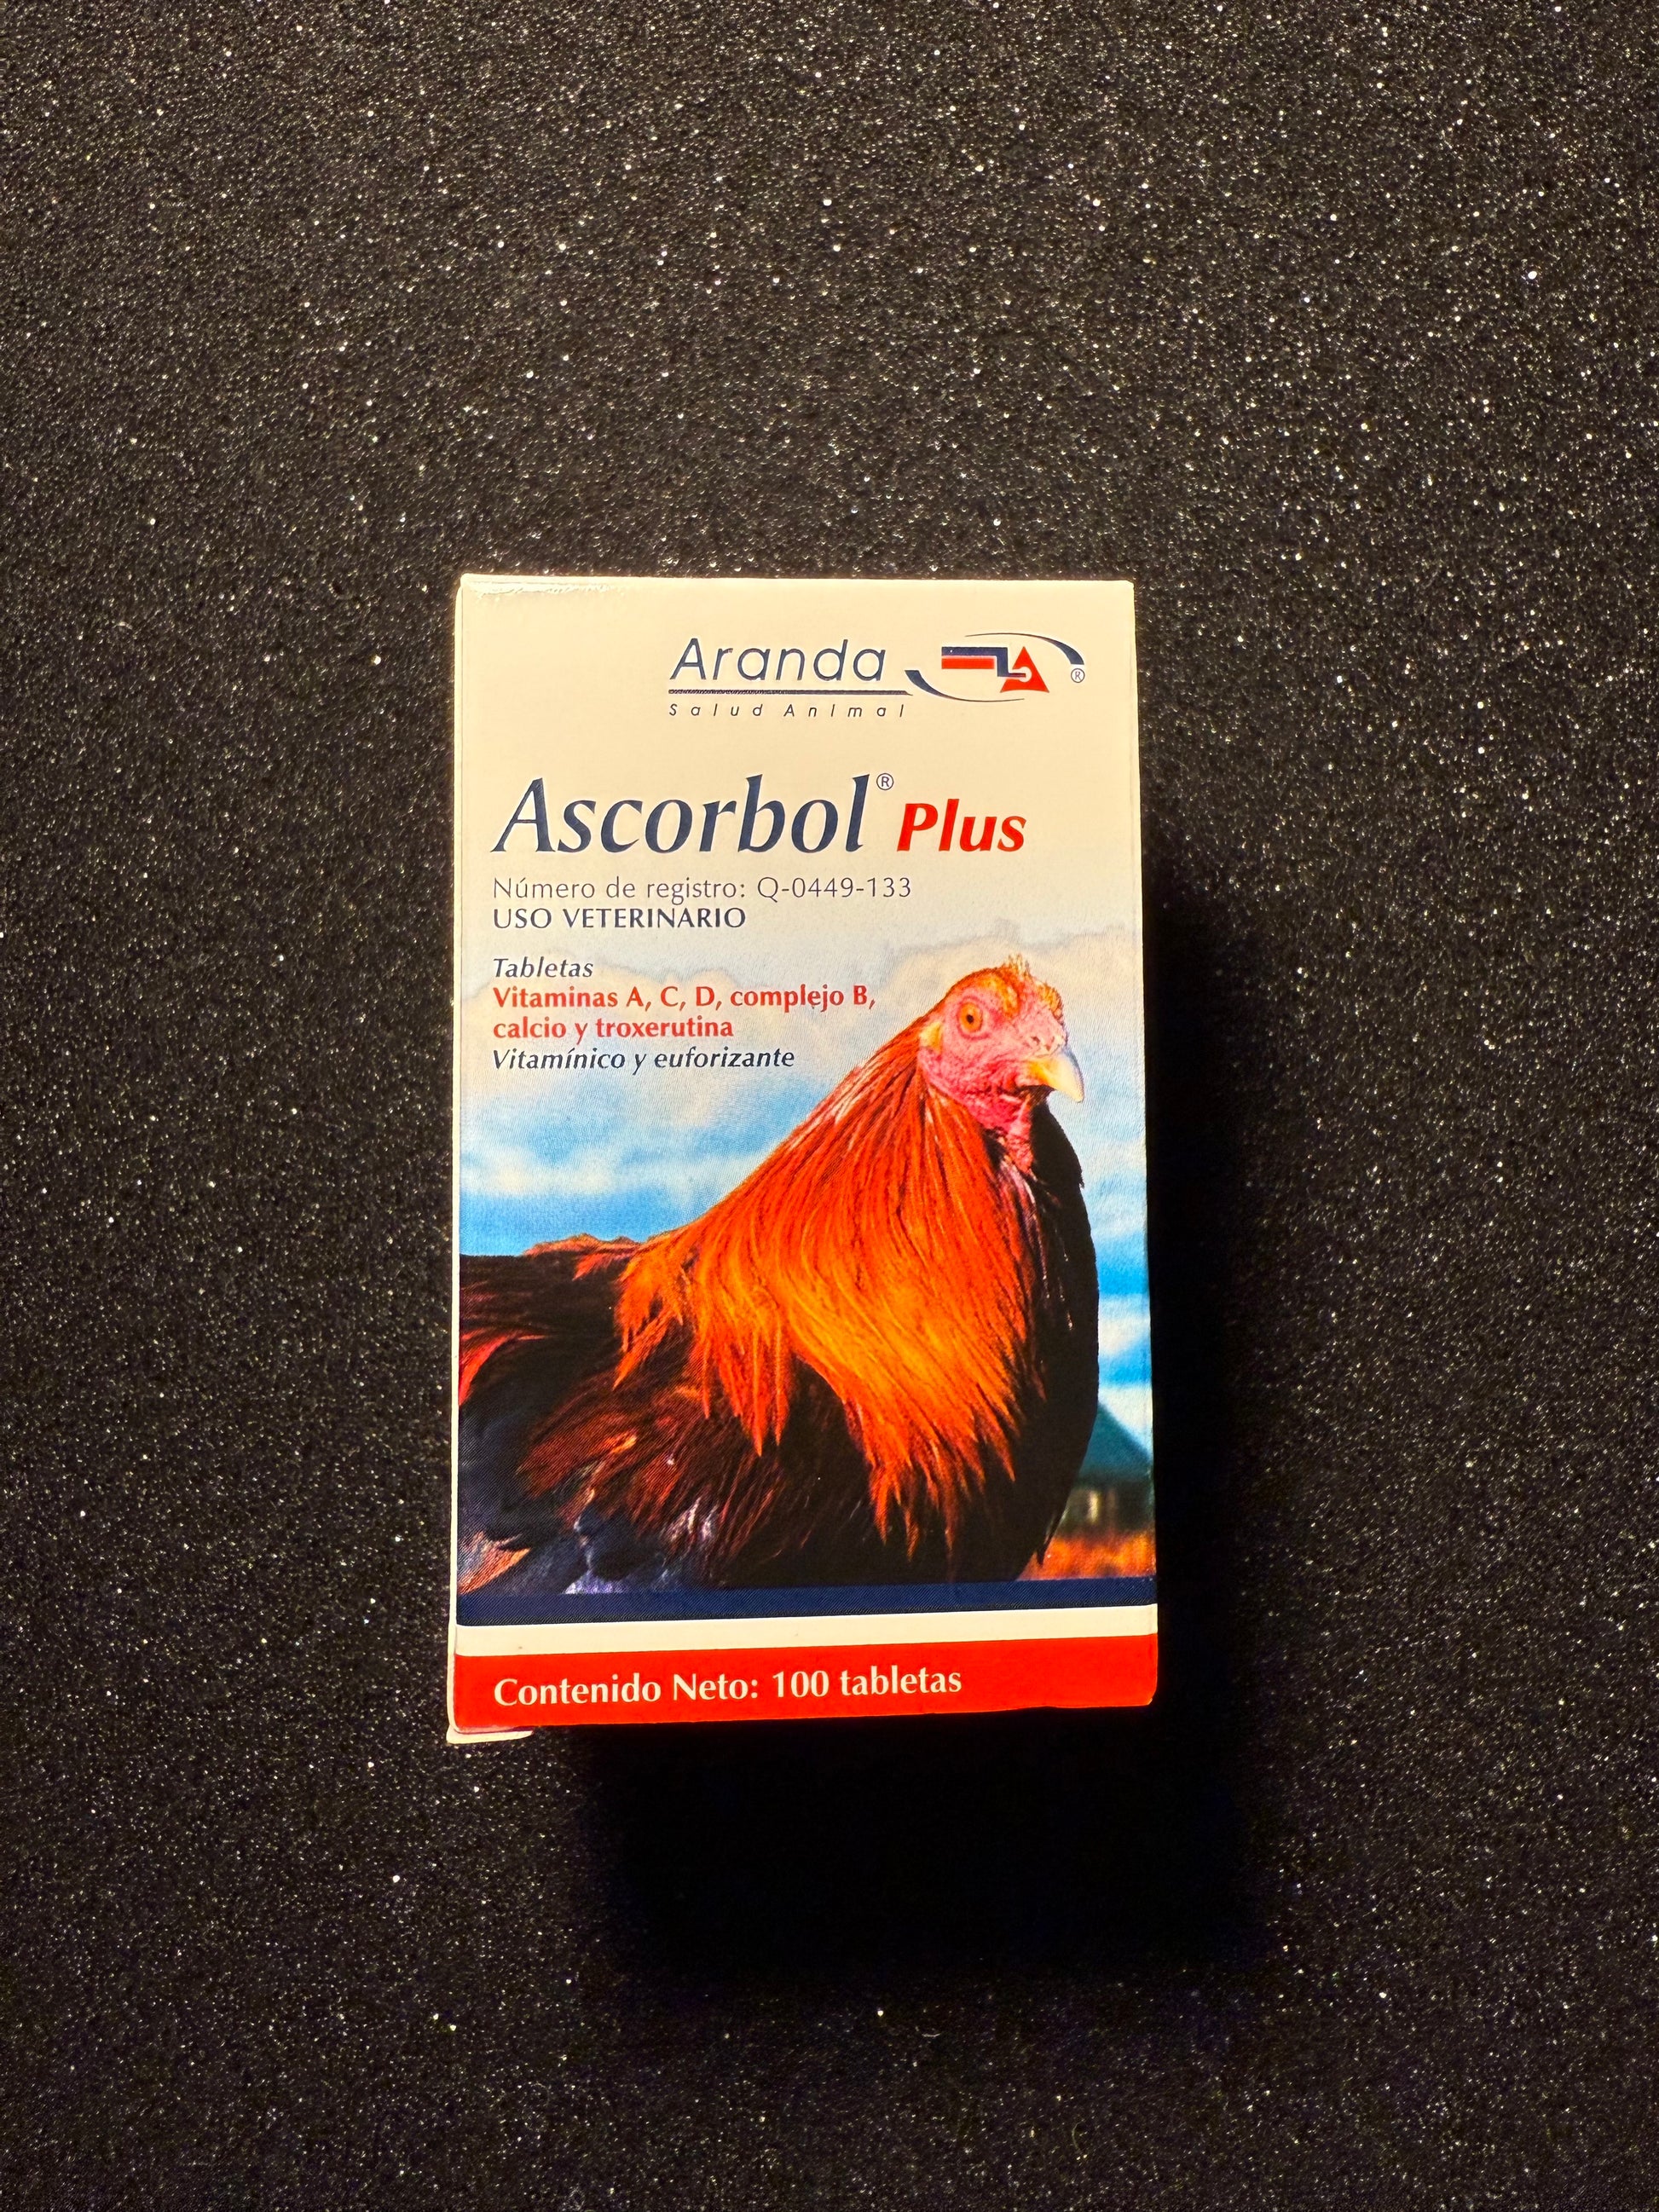 Aranda
Salud Animal
®
Ascorbol® Plus
Número de registro: Q-0449-133
USO VETERINARIO
Tabletas
Vitaminas A, C, D, complejo B,
calcio y troxerutina
Vitamínico y euforizante
Contenido Neto: 100 tabletas